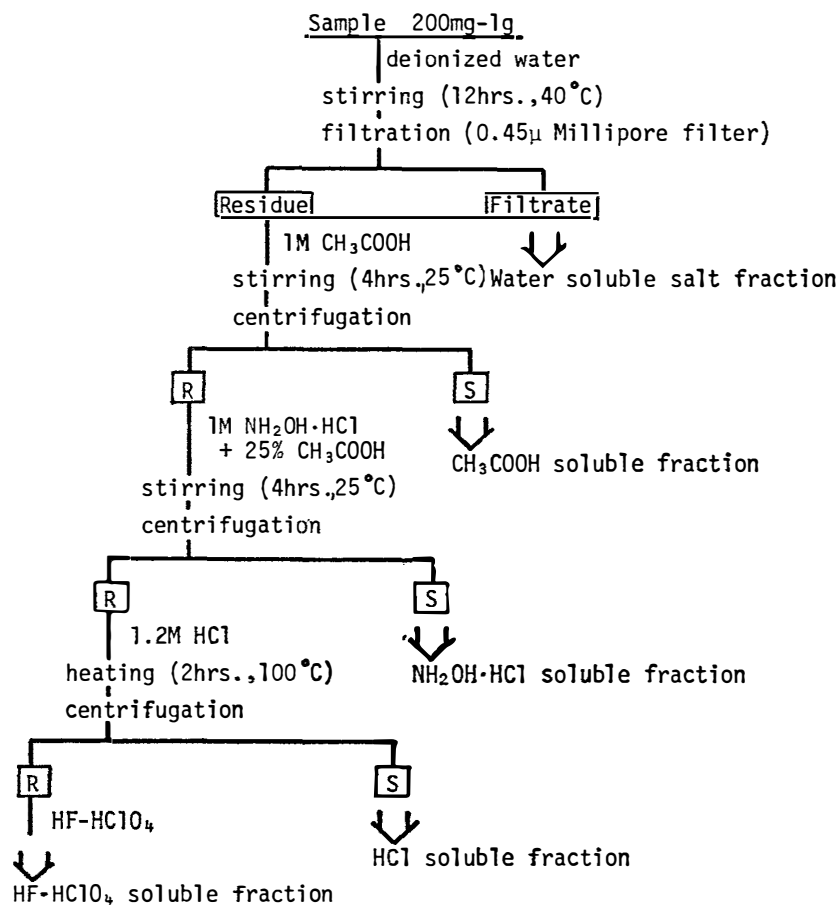 Sample 200mg-1g
deionized water
stirring (12hrs.,40°C)
filtration (0.45μ Millipore filter)
Residue
Filtrate
1M CH₃COOH
stirring (4hrs.,25°C)
Water soluble salt fraction
centrifugation
R
S
1M NH₂OH·HCl
+ 25% CH₃COOH
CH₃COOH soluble fraction
stirring (4hrs.,25°C)
centrifugation
R
S
1.2M HCl
heating (2hrs.,100°C)
NH₂OH·HCl soluble fraction
centrifugation
R
S
HF-HClO₄
HCl soluble fraction
HF-HClO₄ soluble fraction